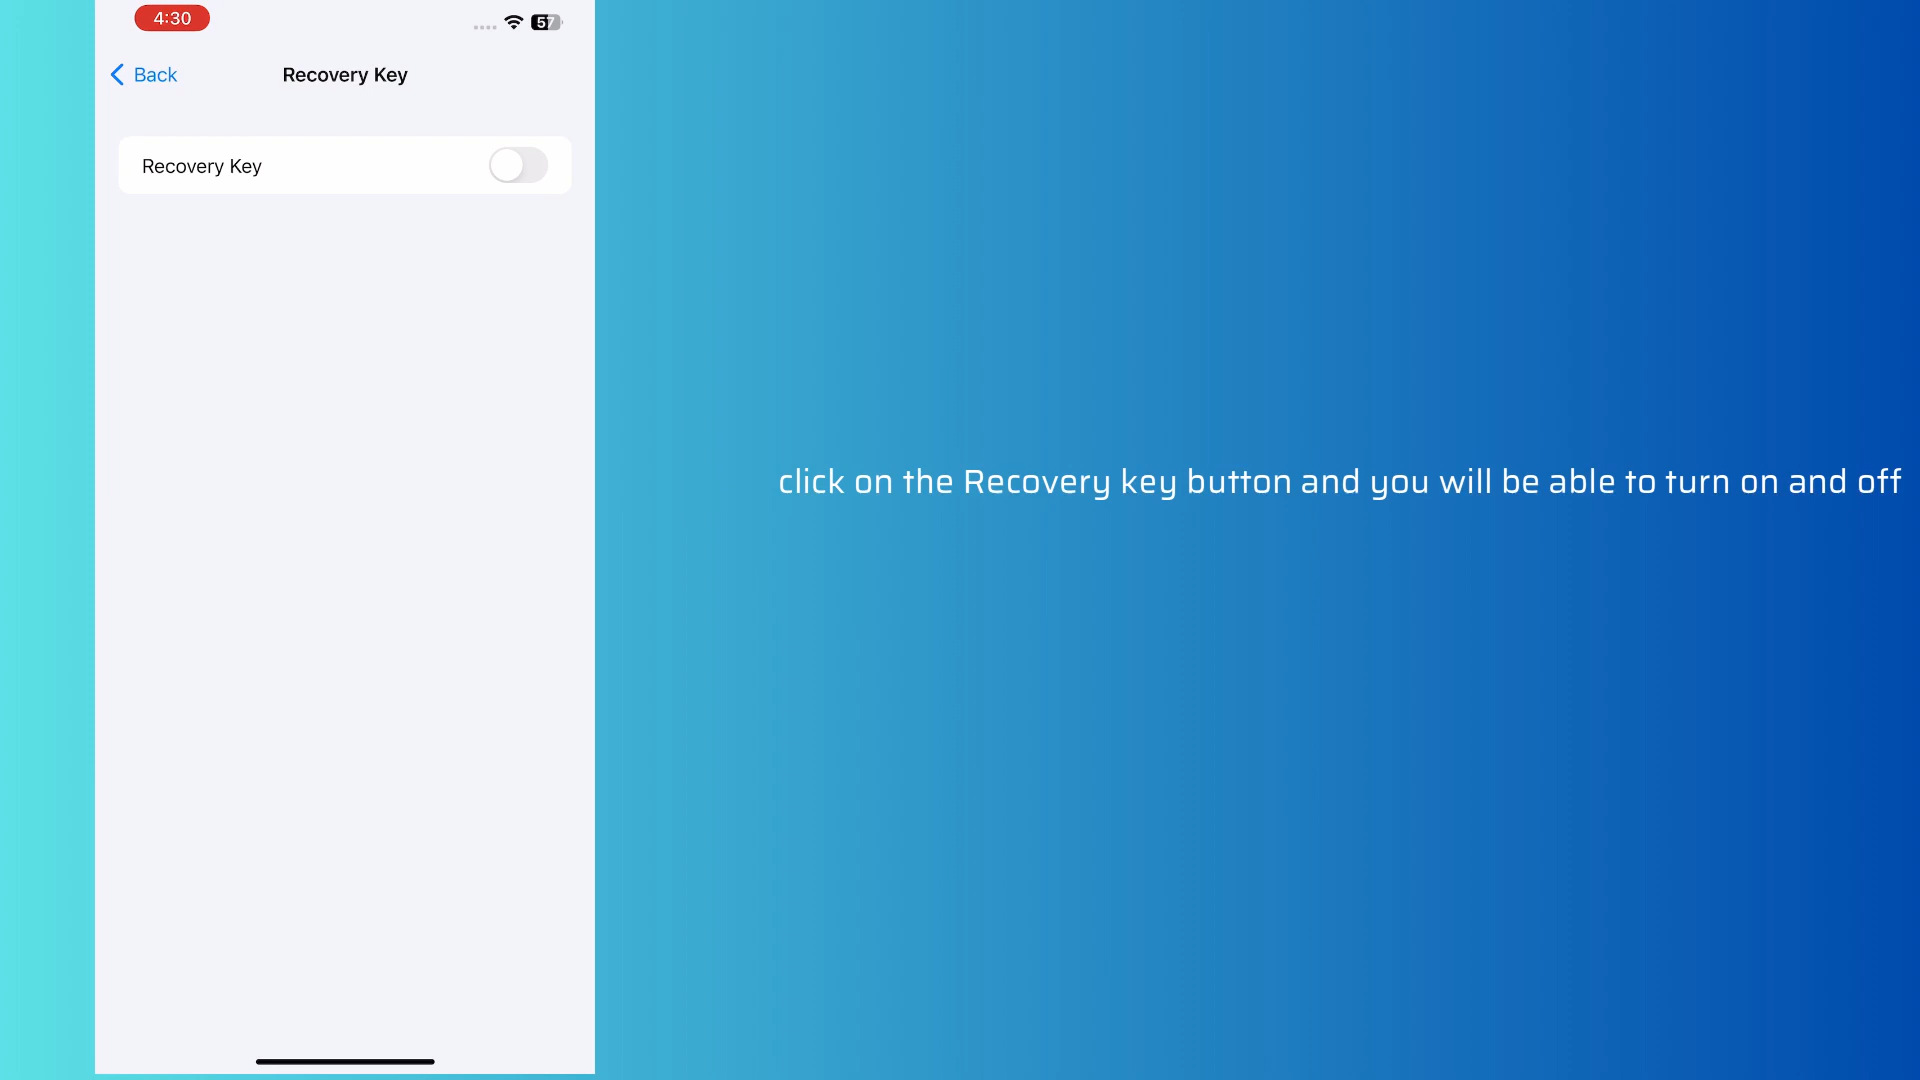 4:30
57
Back
Recovery Key
Recovery Key
click on the Recovery key button and you will be able to turn on and off